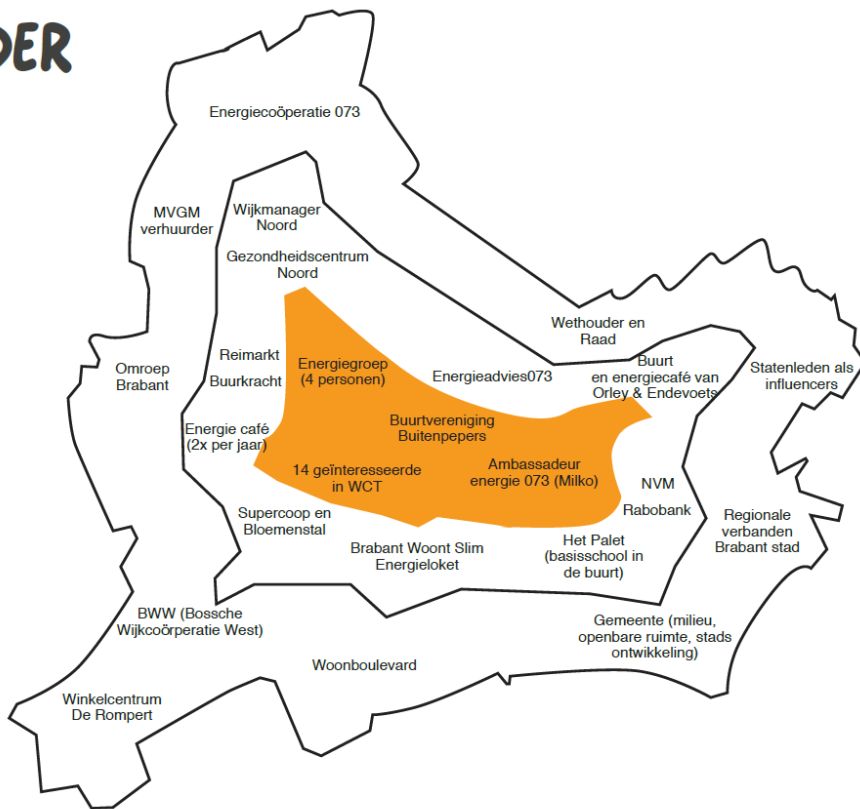 DER
Energiecoöperatie 073
MVGM
verhuurder
Wijkmanager
Noord
Gezondheidscentrum
Noord
Wethouder en
Raad
Omroep
Brabant
Reimarkt
Buurkracht
Energiegroep
(4 personen)
Energieadvies073
Buurt
en energiecafé van
Orley & Endevoets
Statenleden als
influencers
Energie café
(2x per jaar)
Buurtvereniging
Buitenpepers
14 geïnteresseerde
in WCT
Ambassadeur
energie 073 (Milko)
NVM
Rabobank
Supercoop en
Bloemenstal
Brabant Woont Slim
Energieloket
Het Palet
(basisschool in
de buurt)
Regionale
verbanden
Brabant stad
BWW (Bossche
Wijkcoörperatie West)
Gemeente (milieu,
openbare ruimte, stads
ontwikkeling)
Woonboulevard
Winkelcentrum
De Rompert